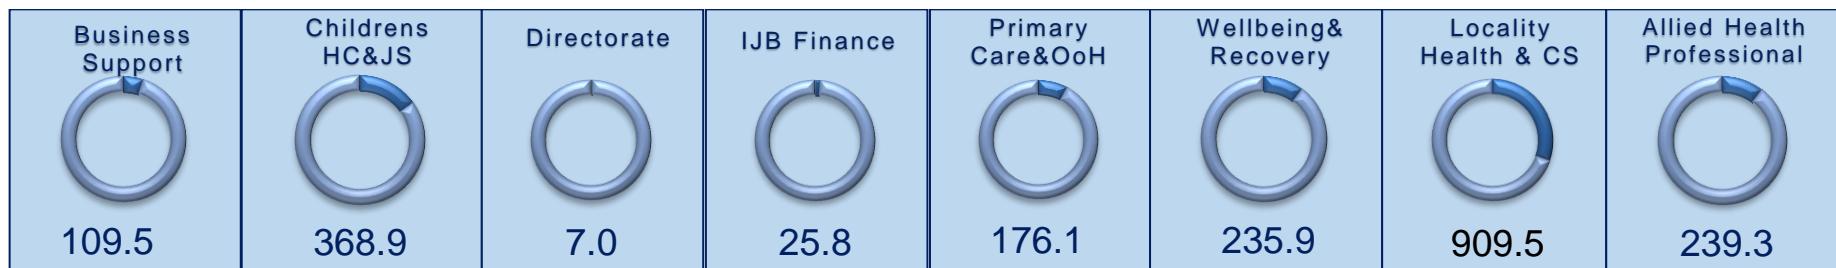 Business
Support
109.5
Childrens
HC&JS
368.9
Directorate
7.0
IJB Finance
25.8
Primary
Care&OoH
176.1
Wellbeing&
Recovery
235.9
Locality
Health & CS
909.5
Allied Health
Professional
239.3